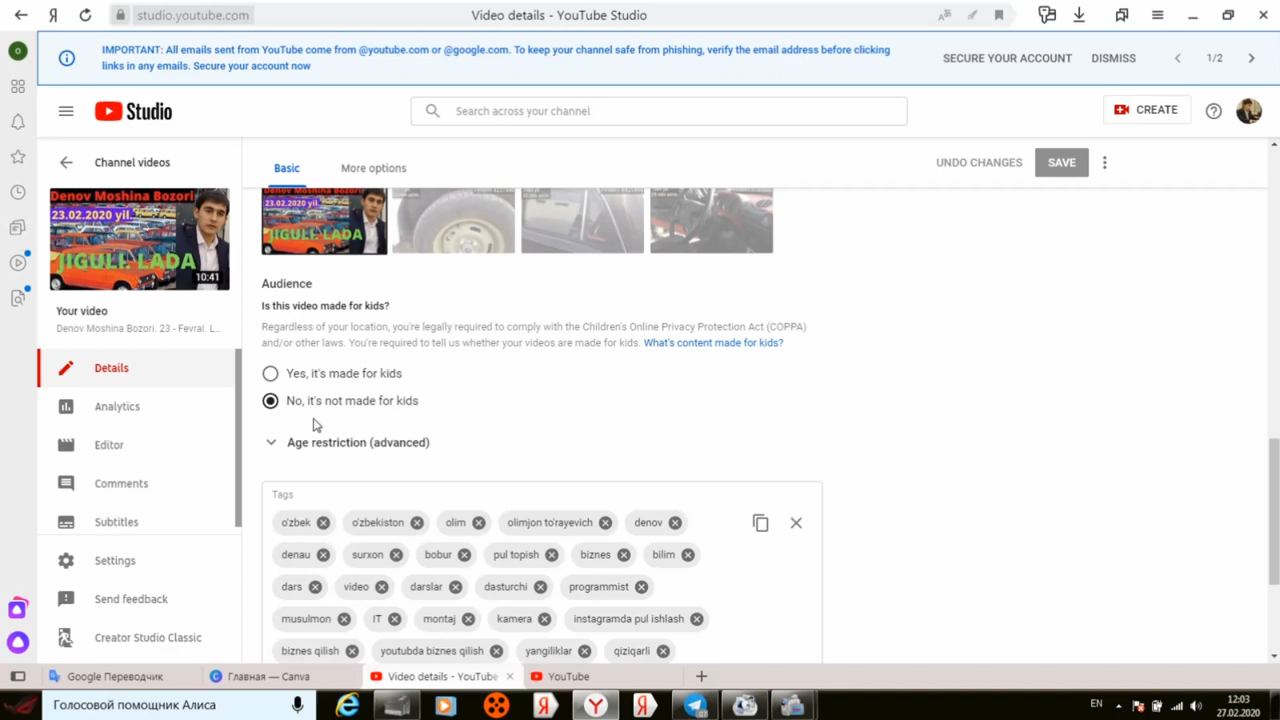 studio.youtube.com
Video details - YouTube Studio
IMPORTANT: All emails sent from YouTube come from @youtube.com or @google.com. To keep your channel safe from phishing, verify the email address before clicking
links in any emails. Secure your account now
SECURE YOUR ACCOUNT
DISMISS
1/2
Studio
Search across your channel
CREATE
Channel videos
Basic
More options
UNDO CHANGES
SAVE
Denov Moshina Bozori
23.02.2020 yil.
JIGULI. LADA
10:41
23.02.2020 yil.
JIGULI. LADA
Your video
Denov Moshina Bozori. 23 - Fevral. L...
Details
Analytics
Editor
Comments
Subtitles
Settings
Send feedback
Creator Studio Classic
Audience
Is this video made for kids?
Regardless of your location, you're legally required to comply with the Children's Online Privacy Protection Act (COPPA)
and/or other laws. You're required to tell us whether your videos are made for kids. What's content made for kids?
Yes, it's made for kids
No, it's not made for kids
Age restriction (advanced)
Tags
o'zbek
o'zbekiston
olim
olimjon to'rayevich
denov
denau
surxon
bobur
pul topish
biznes
bilim
dars
video
darslar
dasturchi
programmist
musulmon
IT
montaj
kamera
instagramda pul ishlash
biznes qilish
youtubda biznes qilish
yangiliklar
qiziqarli
Google Переводчик
Главная — Canva
Video details - YouTube
YouTube
Голосовой помощник Алиса
EN
12:03
27.02.2020